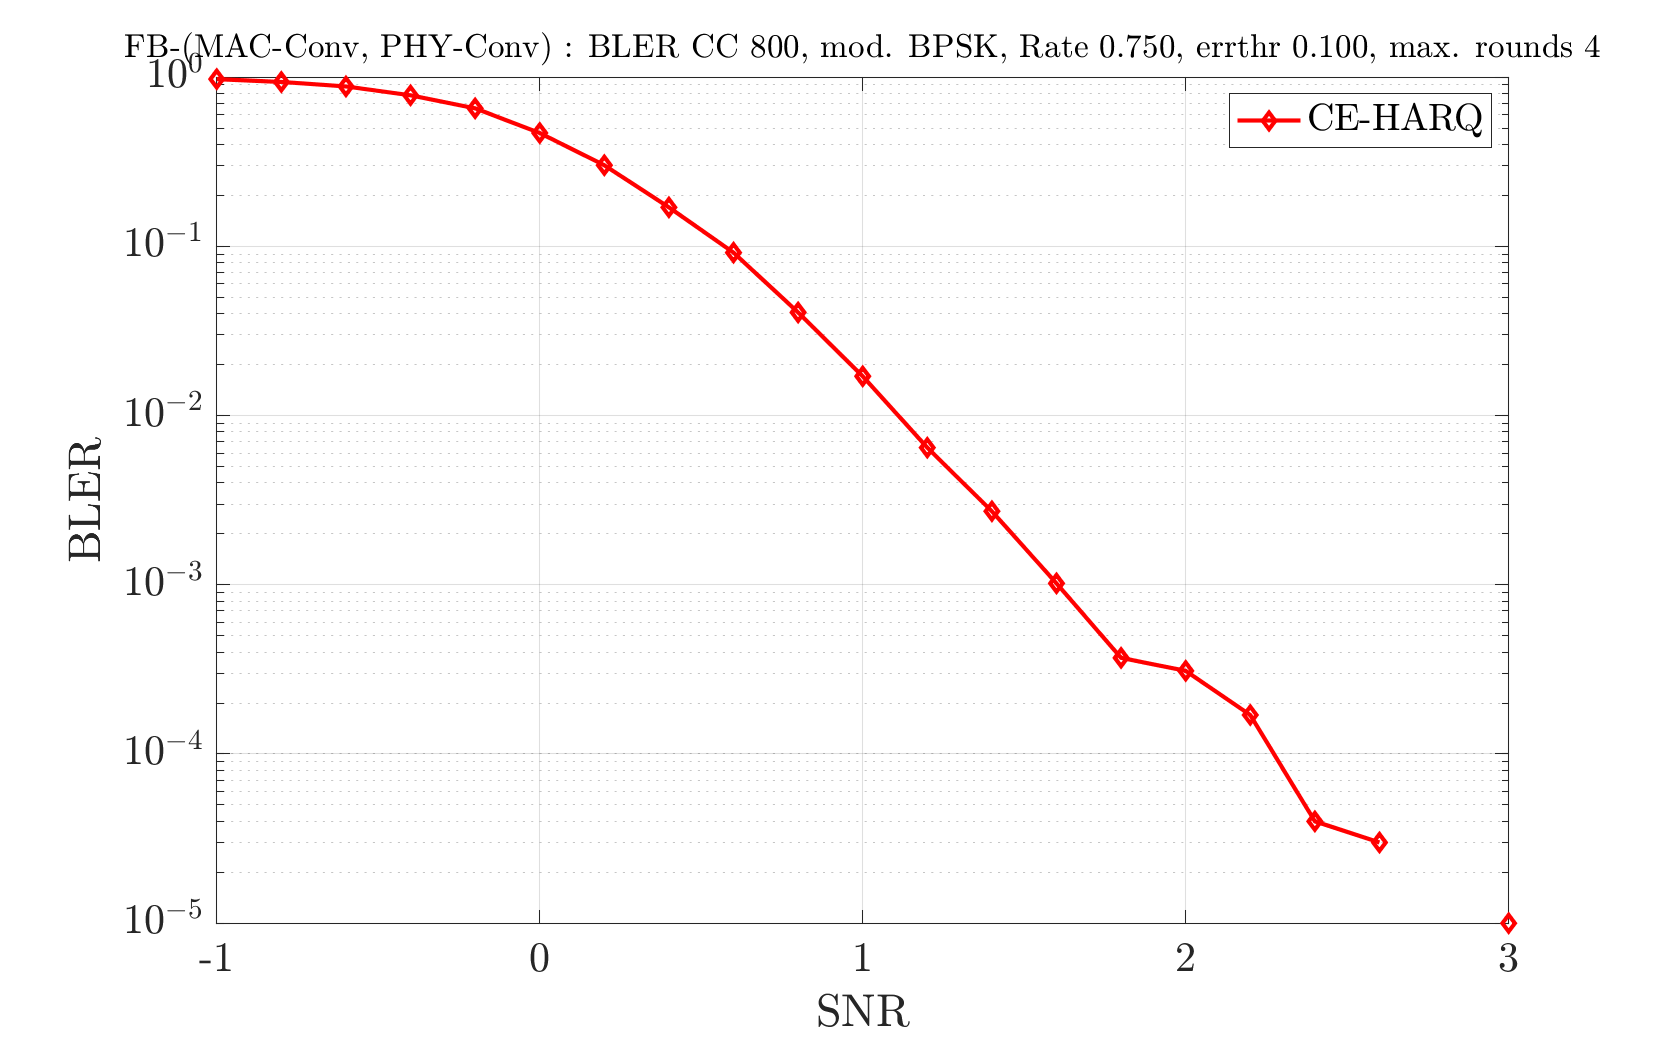 FB-(MAC-Conv, PHY-Conv) : BLER CC 800, mod. BPSK, Rate 0.750, errthr 0.100, max. rounds 4
10^0
CE-HARQ
10^−1
10^−2
BLER
10^−3
10^−4
10^−5
-1 0 1 2 3
SNR